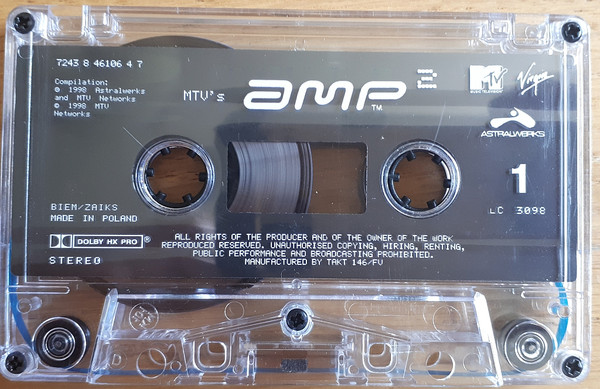 7243 8 46106 4 7
Compilation:
℗ 1998 Astralwerks
and MTV Networks
© 1998 MTV
Networks
MTV's amp TM
MTV
MUSIC TELEVISION
Virgin
ASTRALWERKS
1
LC 3098
BIEM/ZAIKS
MADE IN POLAND
DOLBY HX PRO ®
STEREO
ALL RIGHTS OF THE PRODUCER AND OF THE OWNER OF THE WORK
REPRODUCED RESERVED. UNAUTHORISED COPYING, HIRING, RENTING,
PUBLIC PERFORMANCE AND BROADCASTING PROHIBITED.
MANUFACTURED BY TAKT 146/FV